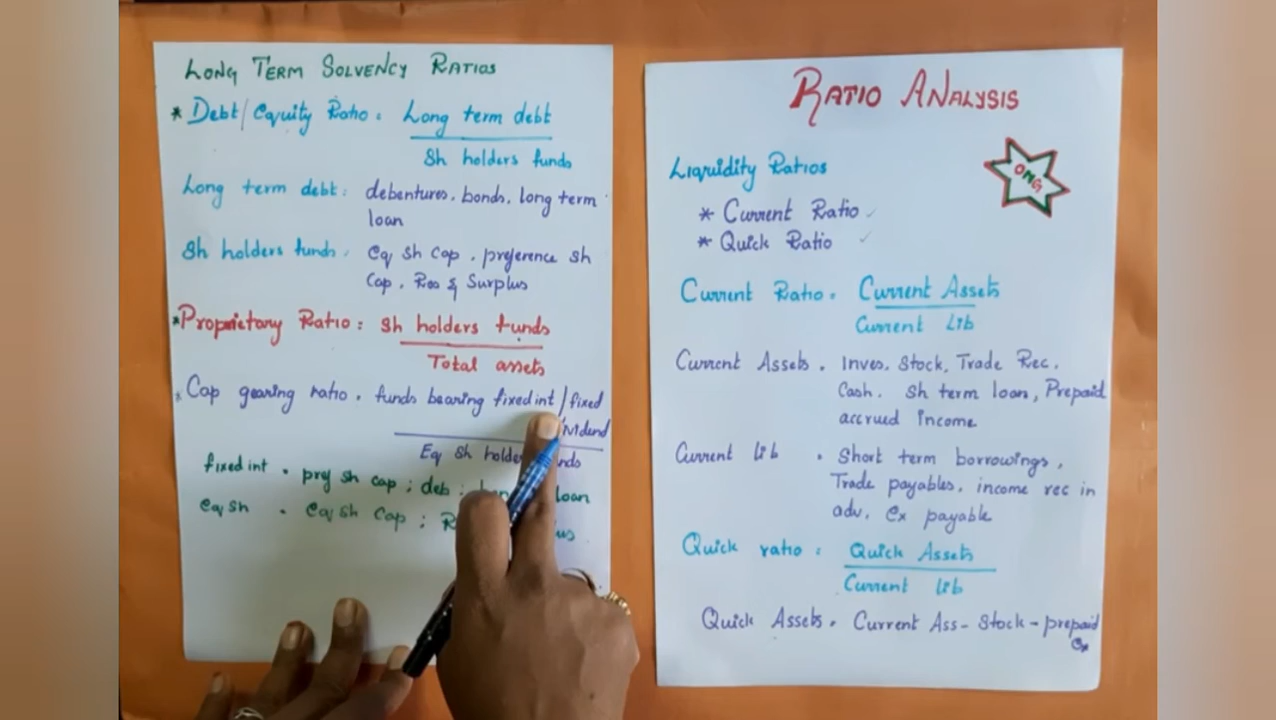 LONG TERM SOLVENCY RATIOS
* Debt/Equity Ratio = Long term debt
Sh holders funds
Long term debt : debentures, bonds, long term
loan
Sh holders funds . Eq Sh Cap . preference sh
Cap . Res & Surplus
*Proprietary Ratio : Sh holders funds
Total assets
* Cap gearing ratio . funds bearing fixed int / fixed
Eq Sh
fixed int . pref sh cap ; deb ; loan
Eq sh . Eq Sh Cap ;
RATIO ANALYSIS
OMG
Liquidity Ratios
* Current Ratio ✓
* Quick Ratio ✓
Current Ratio = Current Assets
Current Lib
Current Assets . Inves. Stock, Trade Rec.
Cash. Sh term loan, Prepaid
accrued Income
Current lib . Short term borrowings,
Trade payables, income rec in
adv. Ex payable
Quick ratio : Quick Assets
Current lib
Quick Assets . Current Ass - Stock - prepaid
Ex